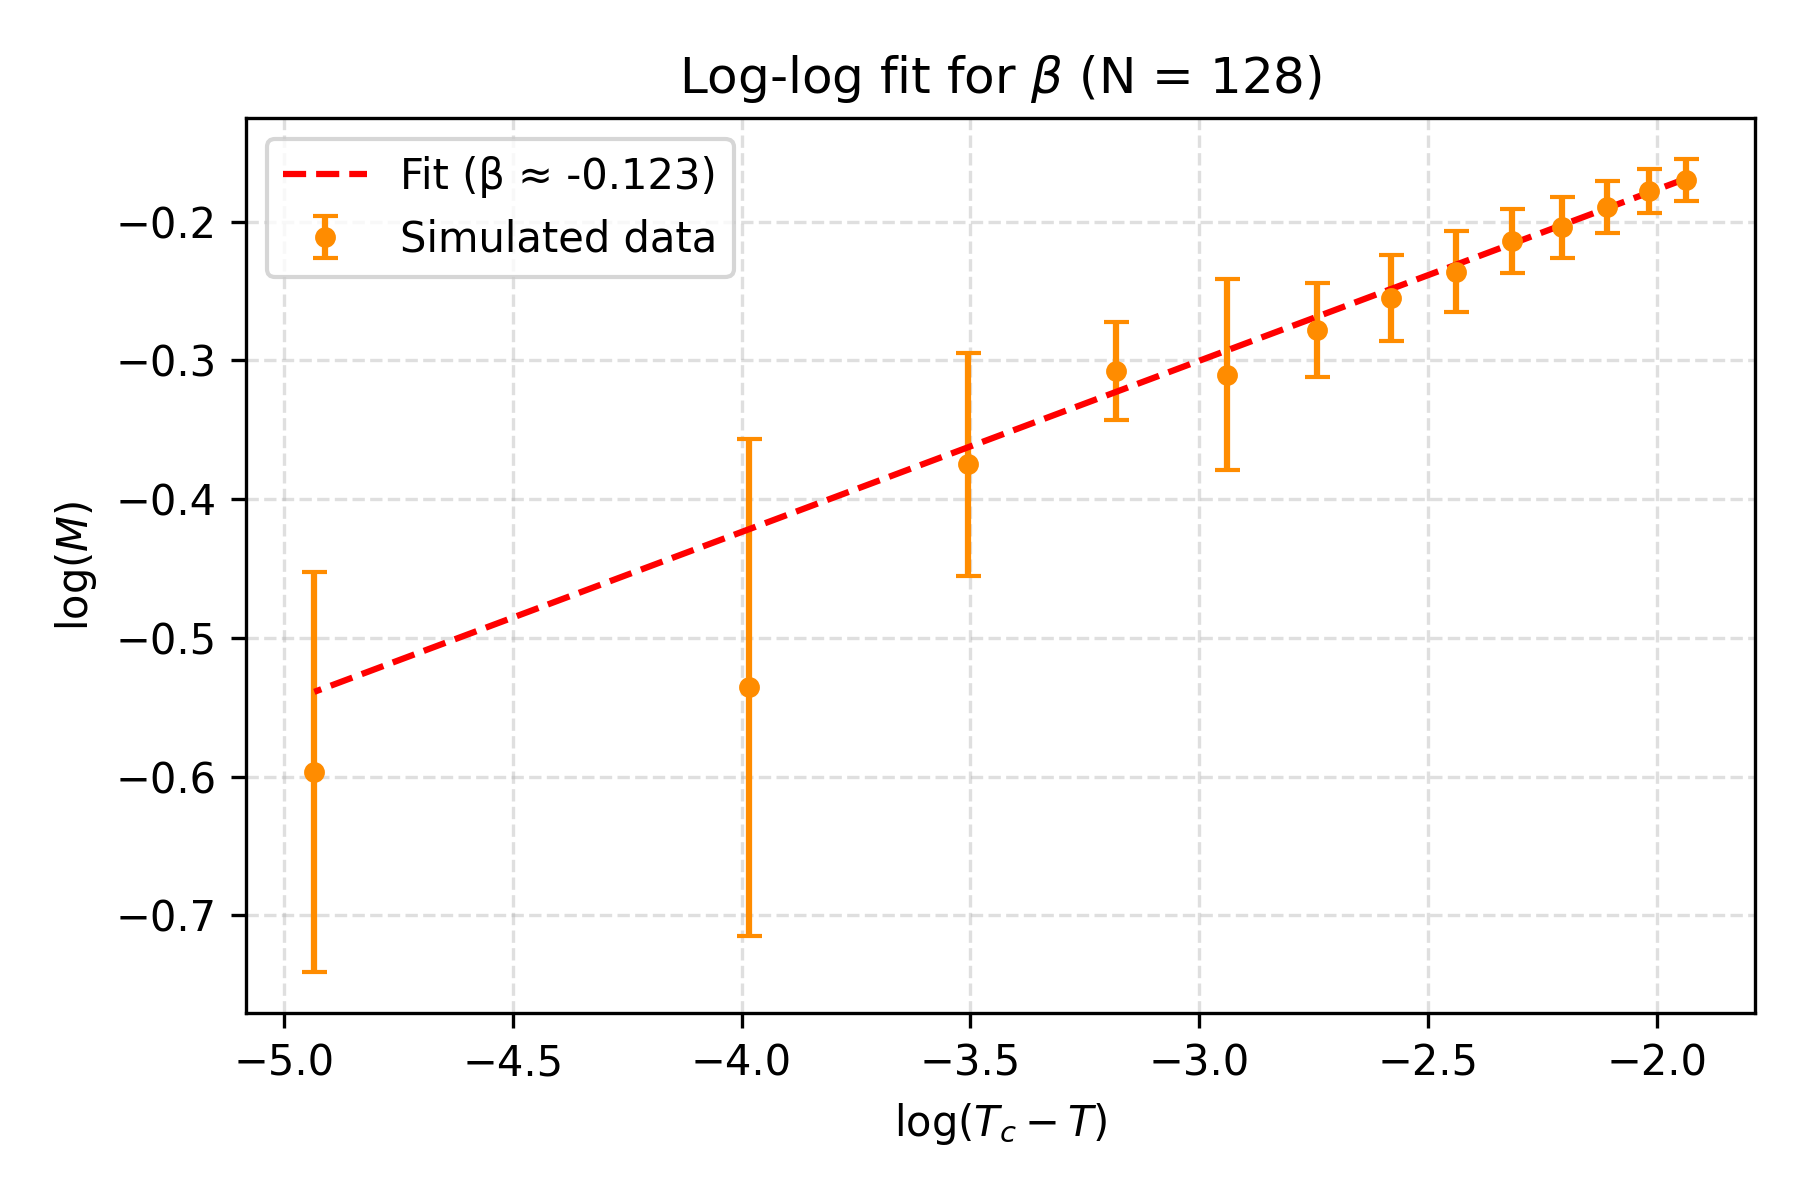 Log-log fit for β (N = 128)
Fit (β ≈ -0.123)
Simulated data
−0.2
−0.3
−0.4
−0.5
−0.6
−0.7
log(M)
−5.0 −4.5 −4.0 −3.5 −3.0 −2.5 −2.0
log(T_c − T)